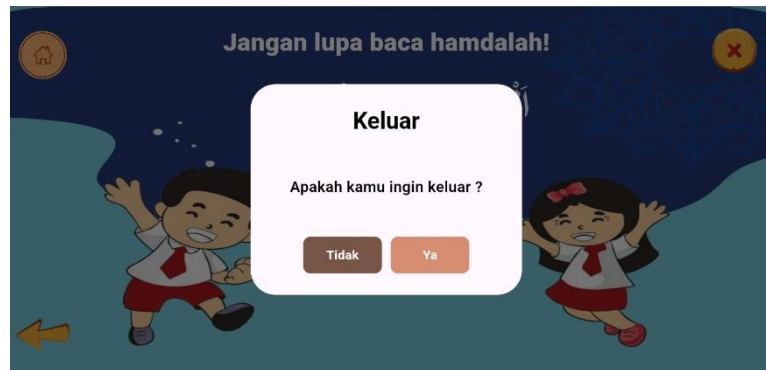 Jangan lupa baca hamdalah!
Keluar
Apakah kamu ingin keluar ?
Tidak
Ya